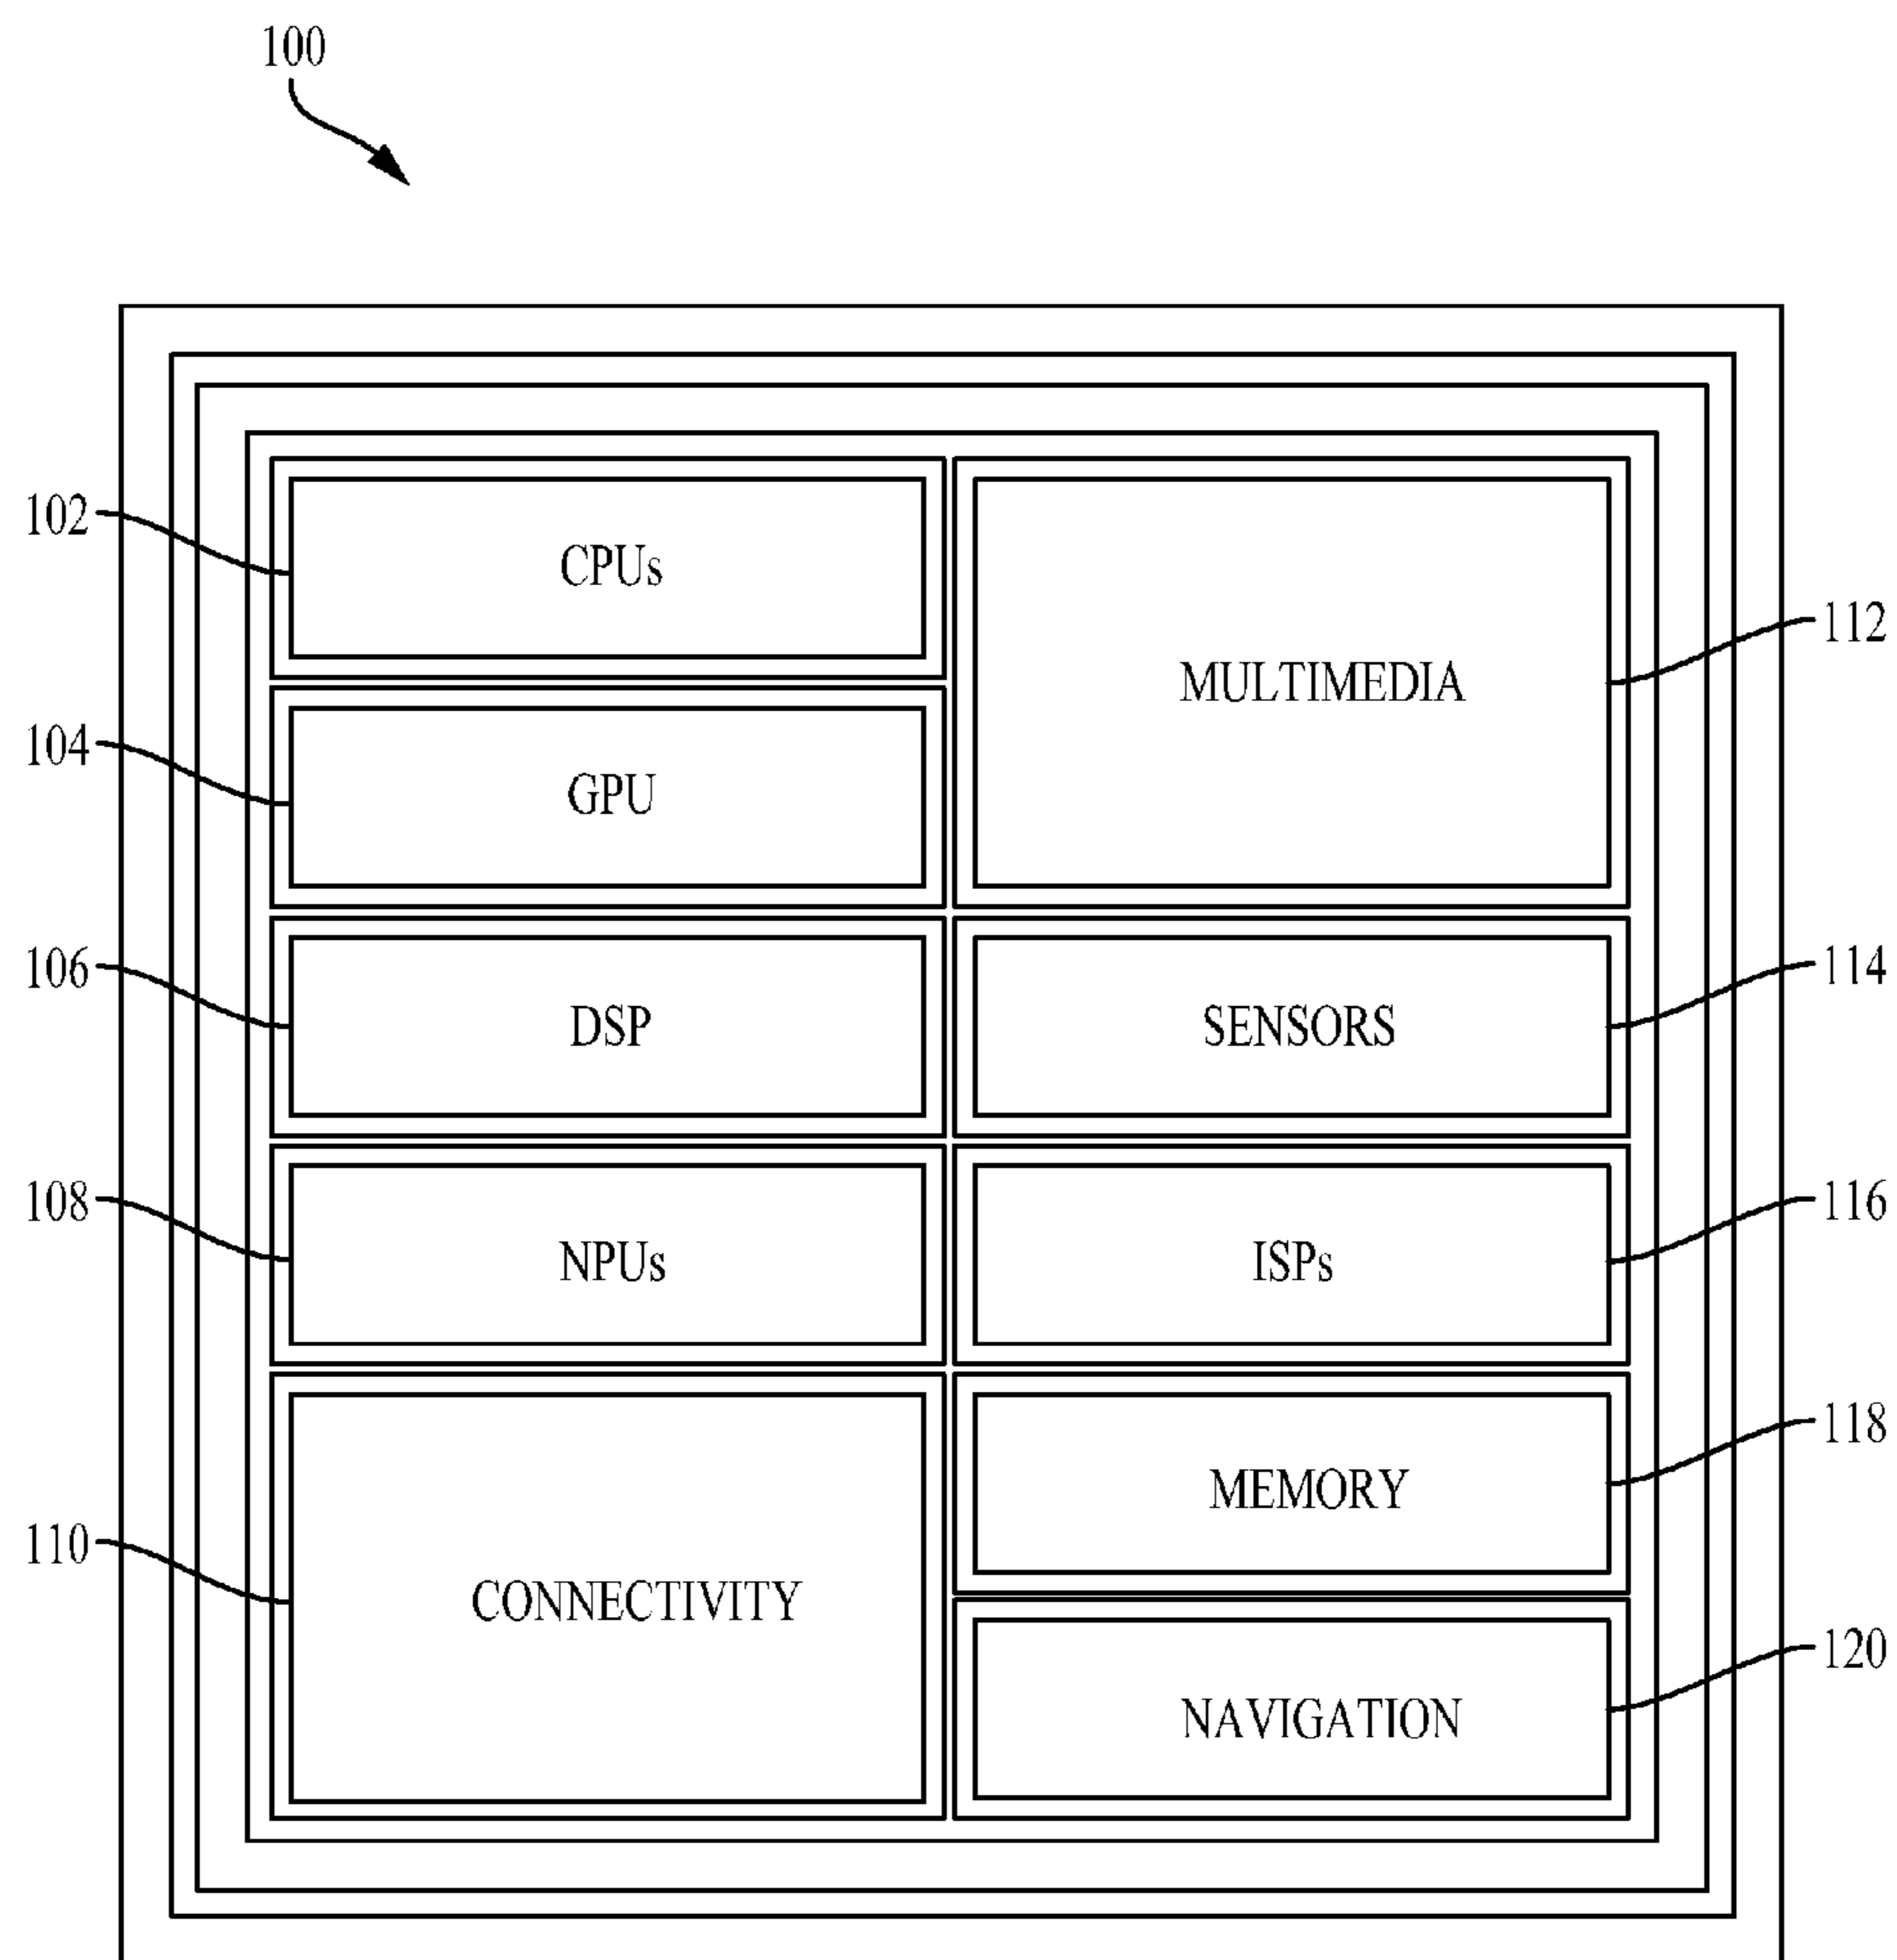 100
102
CPUs
112
MULTIMEDIA
104
GPU
106
DSP
SENSORS
114
108
NPUs
ISPs
116
118
MEMORY
110
CONNECTIVITY
120
NAVIGATION